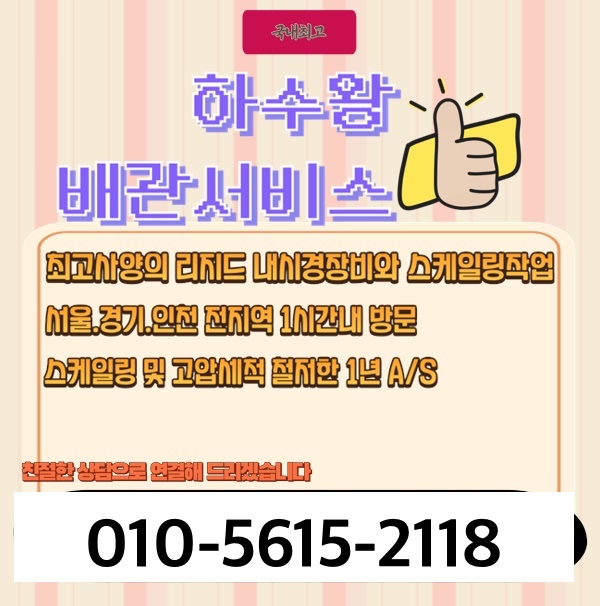 국내최고
하수왕
배관서비스
최고사양의 리지드 내시경장비와 스케일링작업
서울.경기.인천 전지역 1시간내 방문
스케일링 및 고압세척 철저한 1년 A/S
친절한 상담으로 연결해 드리겠습니다
010-5615-2118